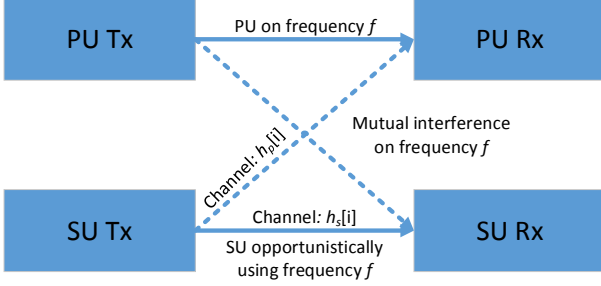 PU on frequency f
PU Tx
PU Rx
Mutual interference
on frequency f
Channel: hp[i]
Channel: hs[i]
SU Tx
SU Rx
SU opportunistically
using frequency f